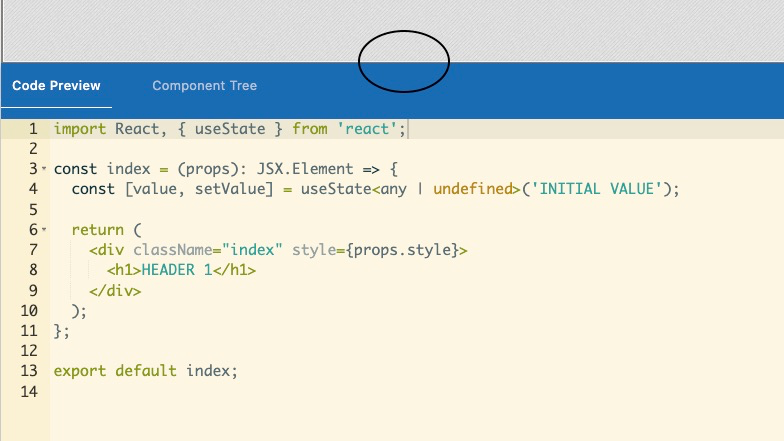 Code Preview Component Tree
1 import React, { useState } from 'react';
2
3 const index = (props): JSX.Element => {
4 const [value, setValue] = useState<any | undefined>('INITIAL VALUE');
5
6 return (
7 <div className="index" style={props.style}>
8 <h1>HEADER 1</h1>
9 </div>
10 );
11 };
12
13 export default index;
14